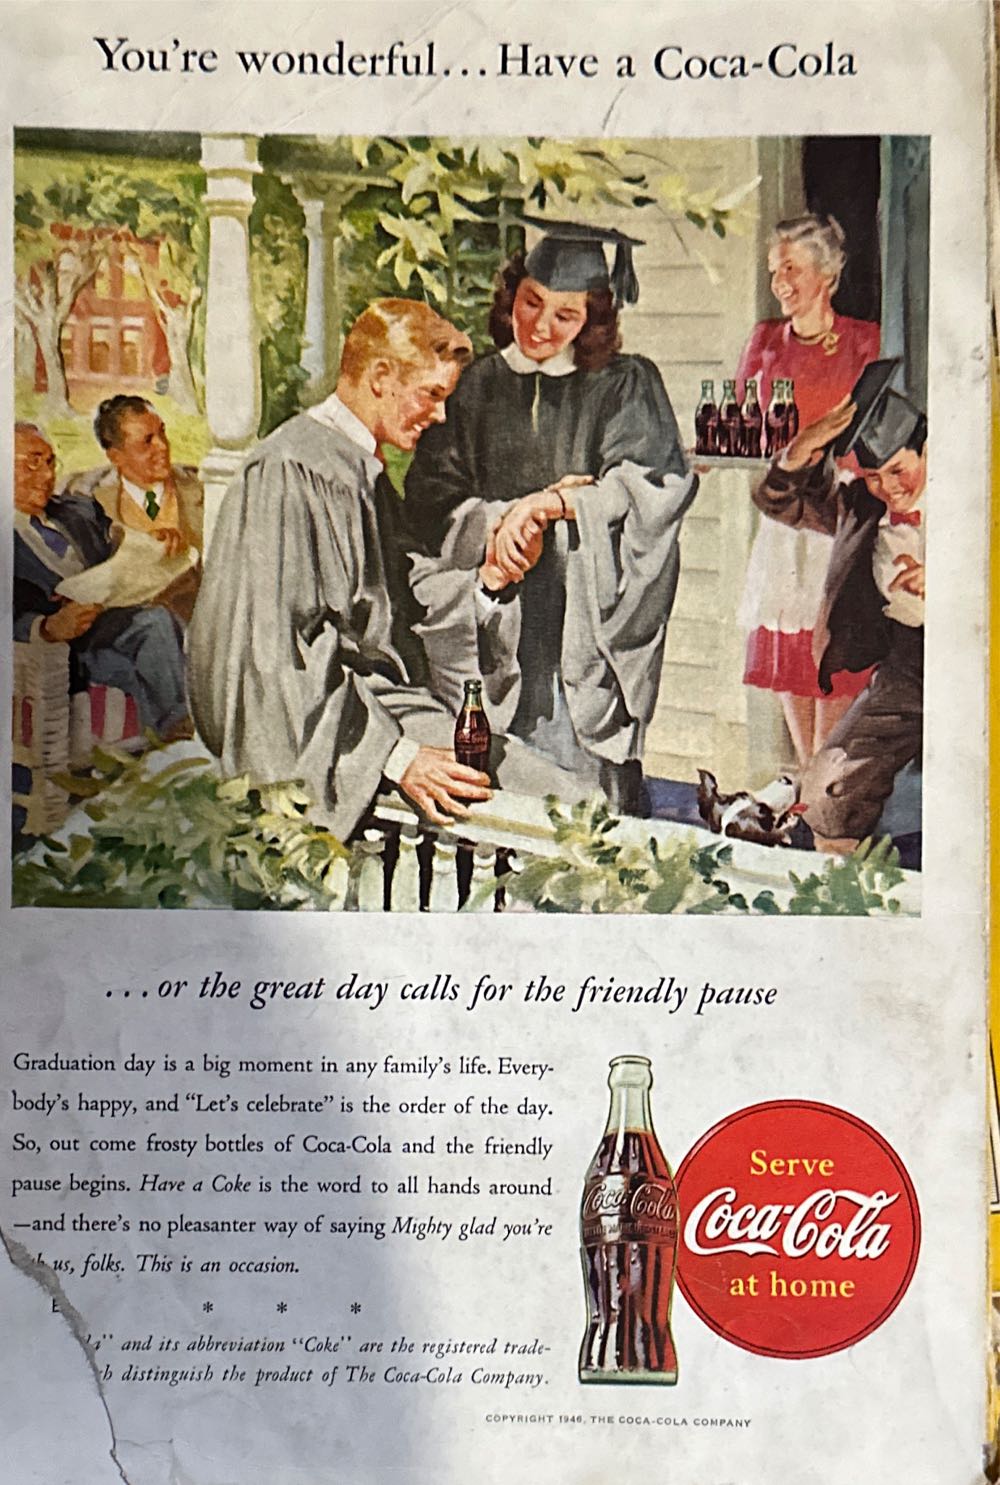 You're wonderful...Have a Coca-Cola
...or the great day calls for the friendly pause
Graduation day is a big moment in any family's life. Every-
body's happy, and "Let's celebrate" is the order of the day.
So, out come frosty bottles of Coca-Cola and the friendly
pause begins. Have a Coke is the word to all hands around
—and there's no pleasanter way of saying Mighty glad you're
us, folks. This is an occasion.
* * *
and its abbreviation "Coke" are the registered trade-
distinguish the product of The Coca-Cola Company.
Coca-Cola
Serve
Coca-Cola
at home
COPYRIGHT 1946, THE COCA-COLA COMPANY